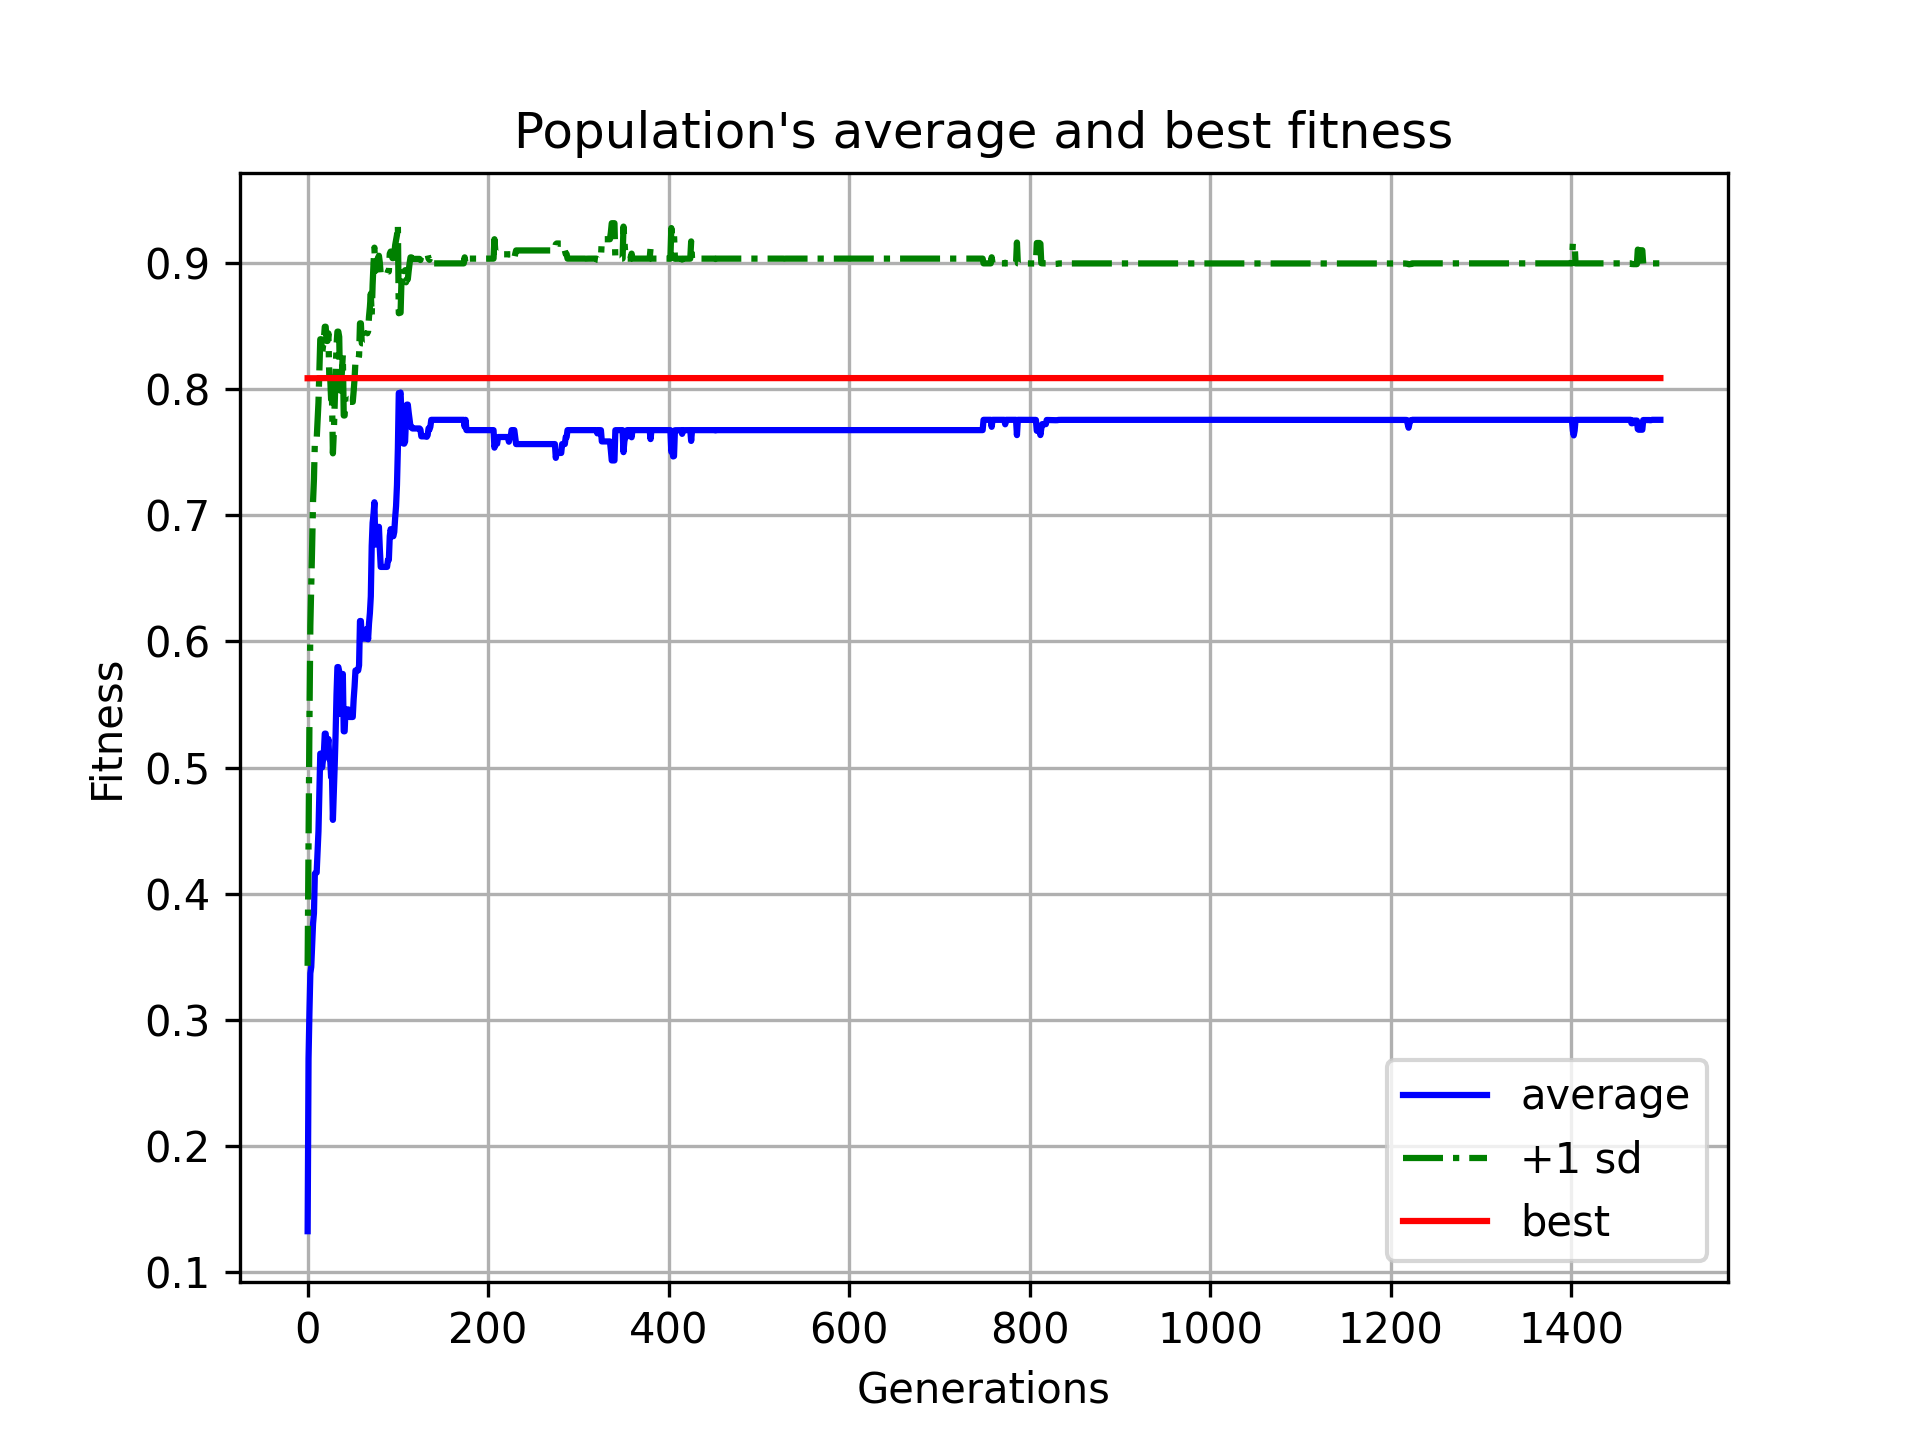 Population's average and best fitness
0.9
0.8
0.7
0.6
0.5
0.4
0.3
0.2
0.1
Fitness
0 200 400 600 800 1000 1200 1400
Generations
average
+1 sd
best